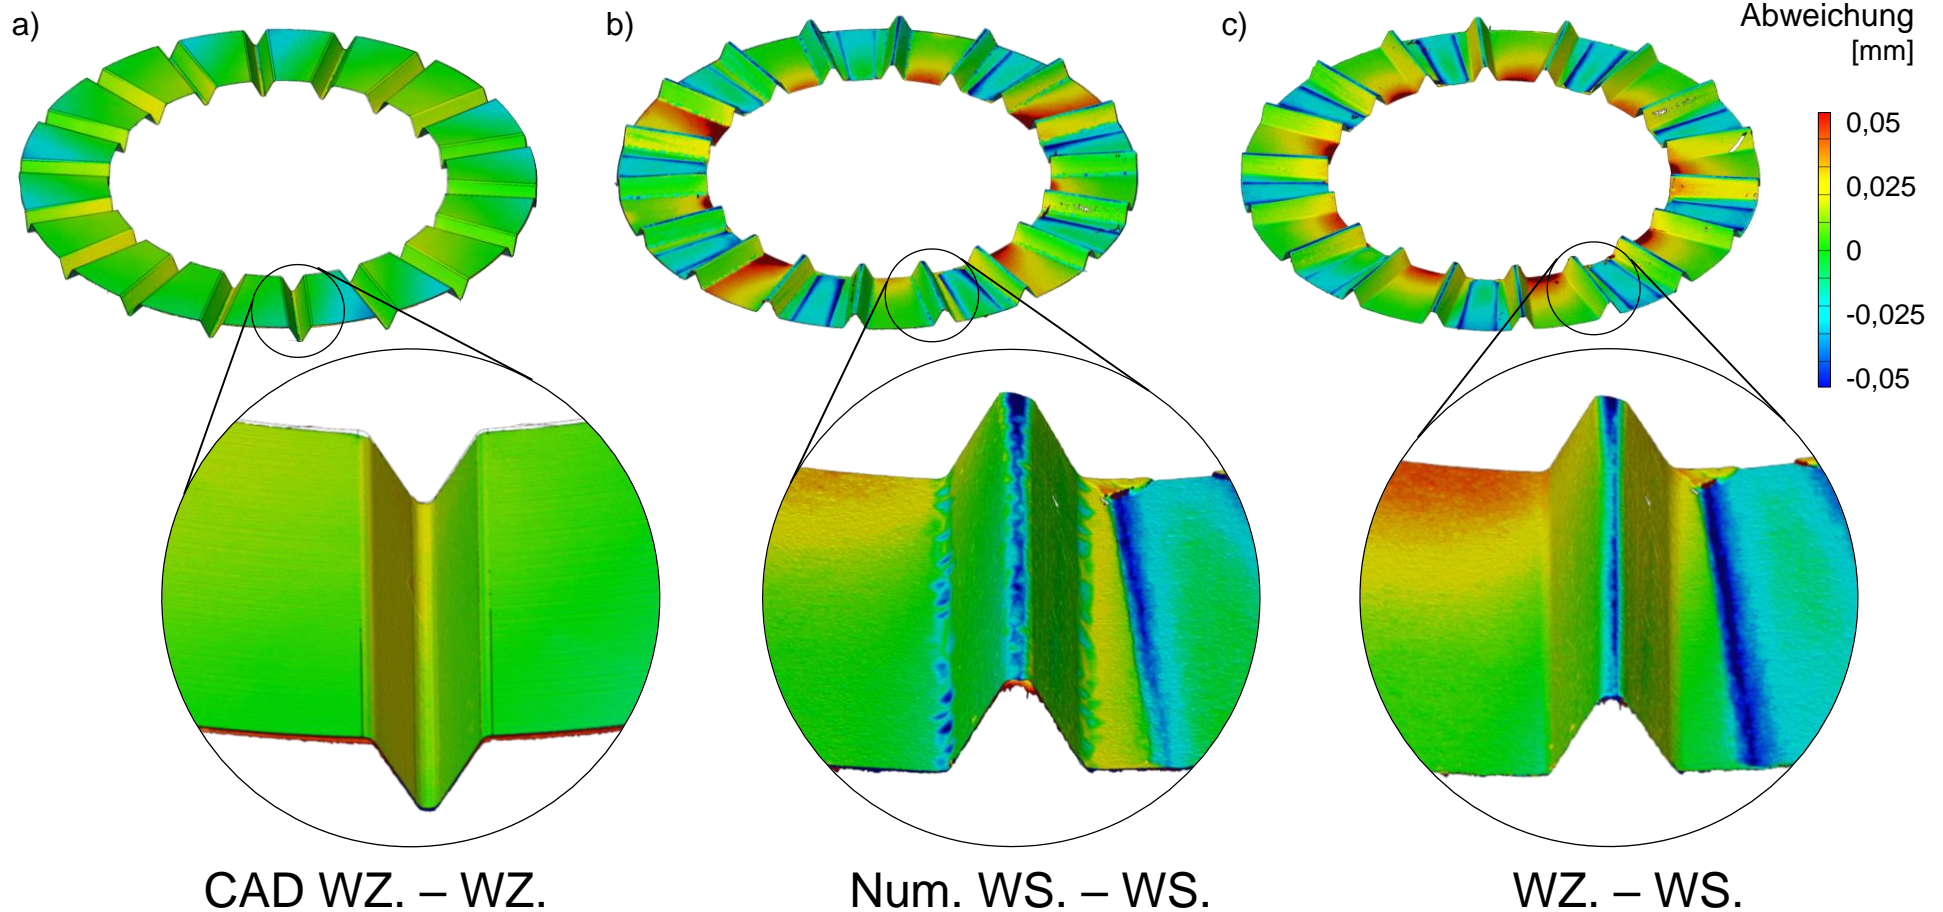 a)
b)
c)
Abweichung
[mm]
0,05
0,025
0
-0,025
-0,05
CAD WZ. – WZ.
Num. WS. – WS.
WZ. – WS.